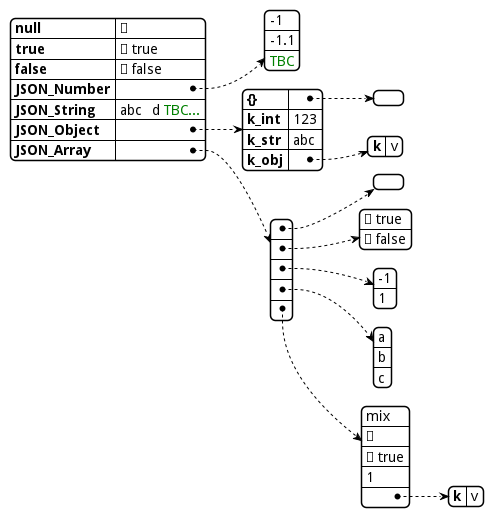 null
true true
false false
JSON_Number
JSON_String abc d TBC...
JSON_Object
JSON_Array
-1
-1.1
TBC
{}
k_int 123
k_str abc
k_obj
k v
true
false
-1
1
a
b
c
mix
true
1
k v